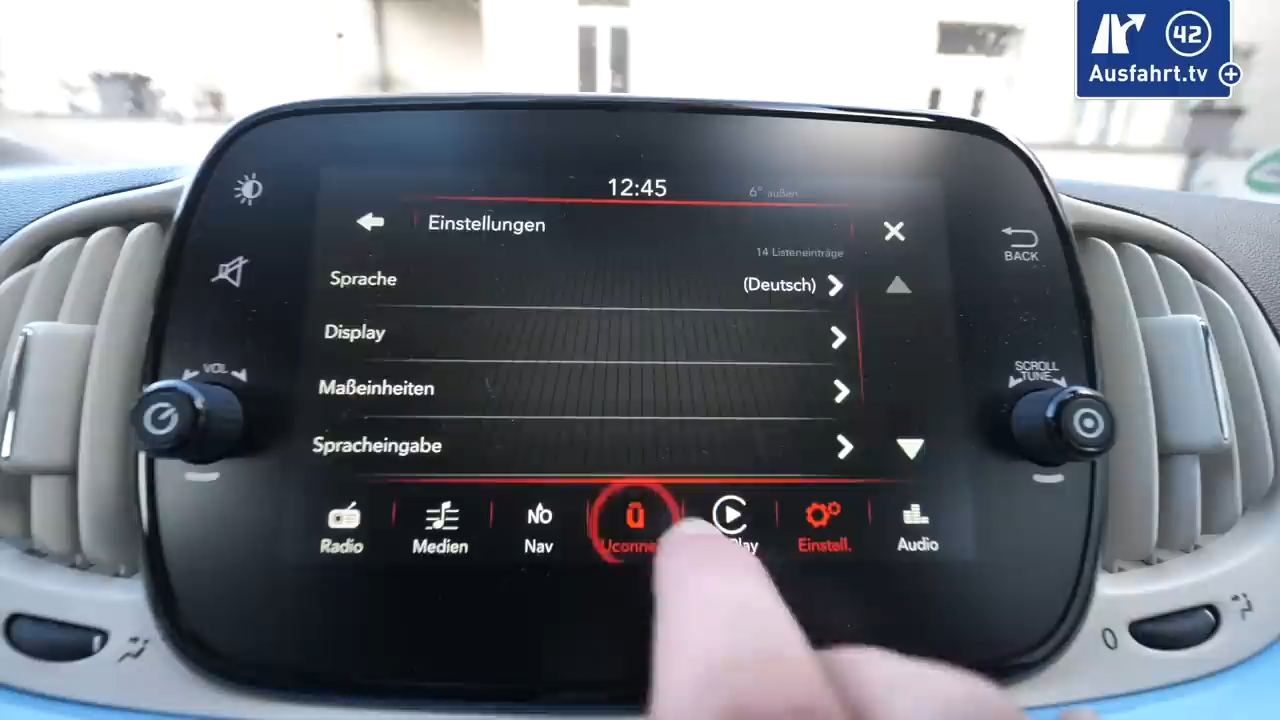 42
Ausfahrt.tv
12:45
6° außen
Einstellungen
14 Listeneinträge
BACK
Sprache
(Deutsch)
Display
Maßeinheiten
Spracheingabe
VOL
SCROLL
TUNE
Radio
Medien
Nav
Einstell.
Audio
0